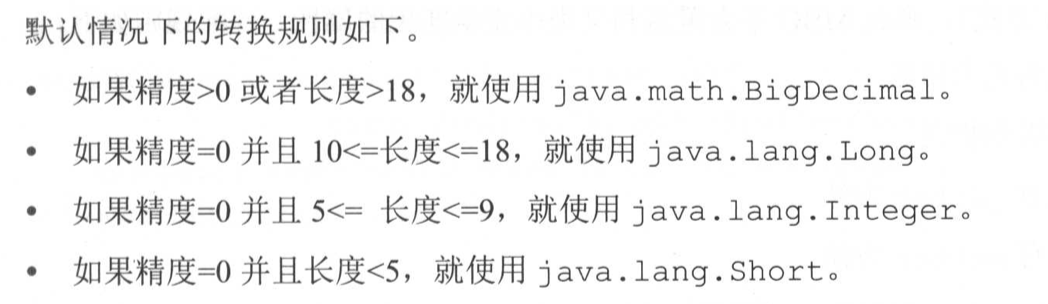 默认情况下的转换规则如下。
• 如果精度>0 或者长度>18，就使用 java.math.BigDecimal。
• 如果精度=0 并且 10<=长度<=18，就使用 java.lang.Long。
• 如果精度=0 并且 5<= 长度<=9，就使用 java.lang.Integer。
• 如果精度=0 并且长度<5，就使用 java.lang.Short。